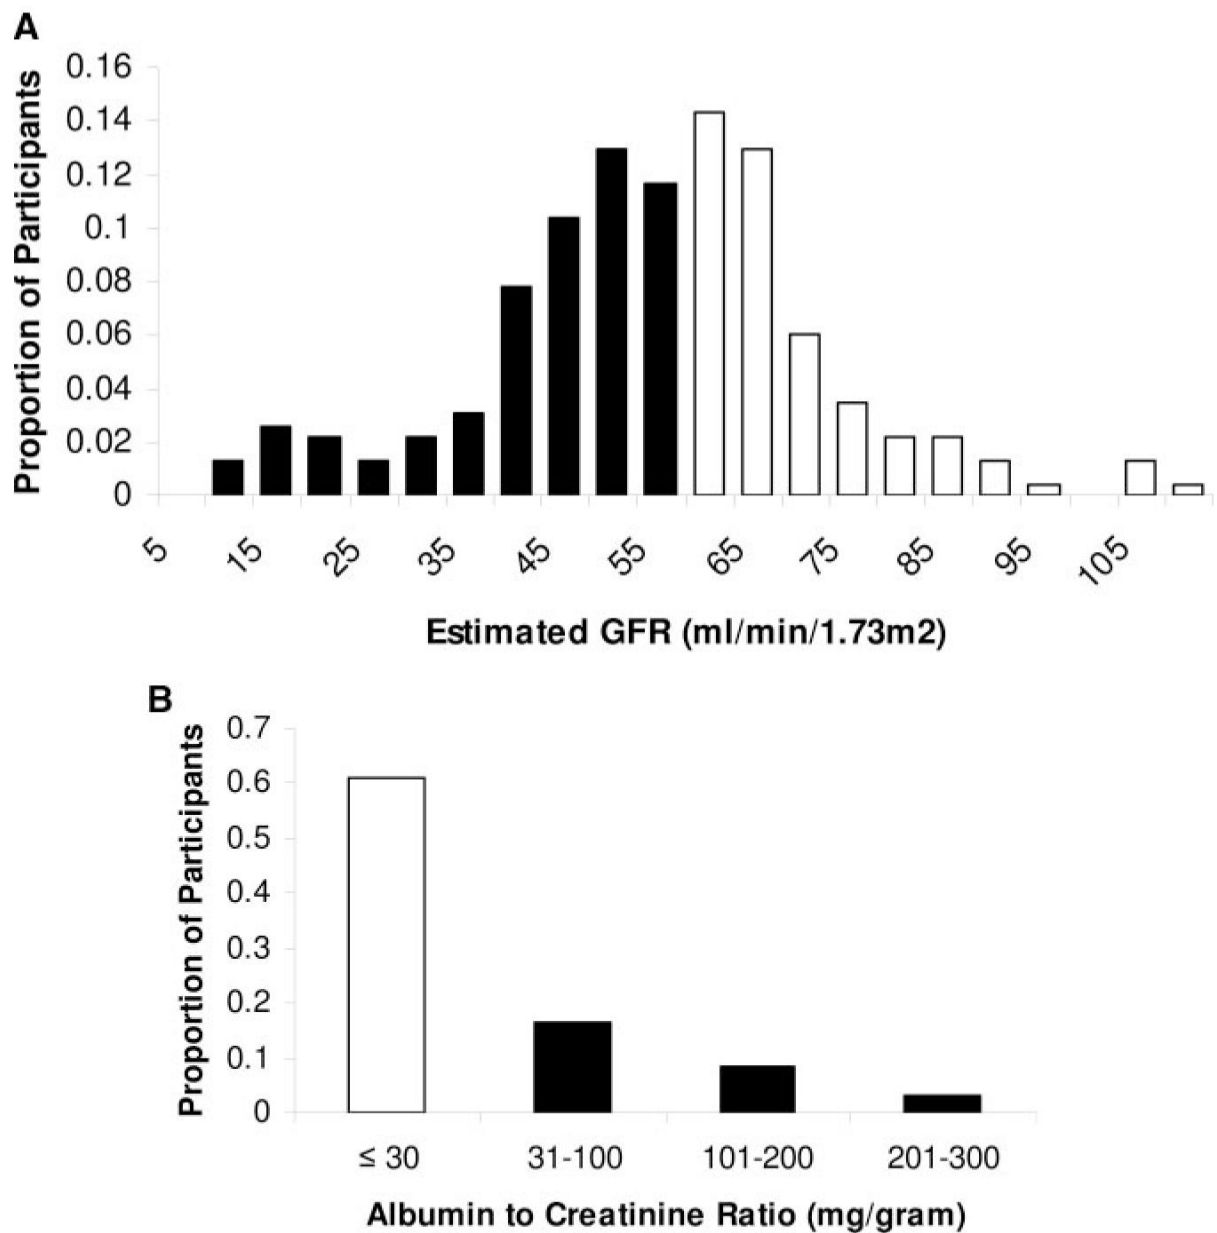 A
Proportion of Participants
0.16
0.14
0.12
0.1
0.08
0.06
0.04
0.02
0
5 15 25 35 45 55 65 75 85 95 105
Estimated GFR (ml/min/1.73m2)
B
Proportion of Participants
0.7
0.6
0.5
0.4
0.3
0.2
0.1
0
≤ 30 31-100 101-200 201-300
Albumin to Creatinine Ratio (mg/gram)